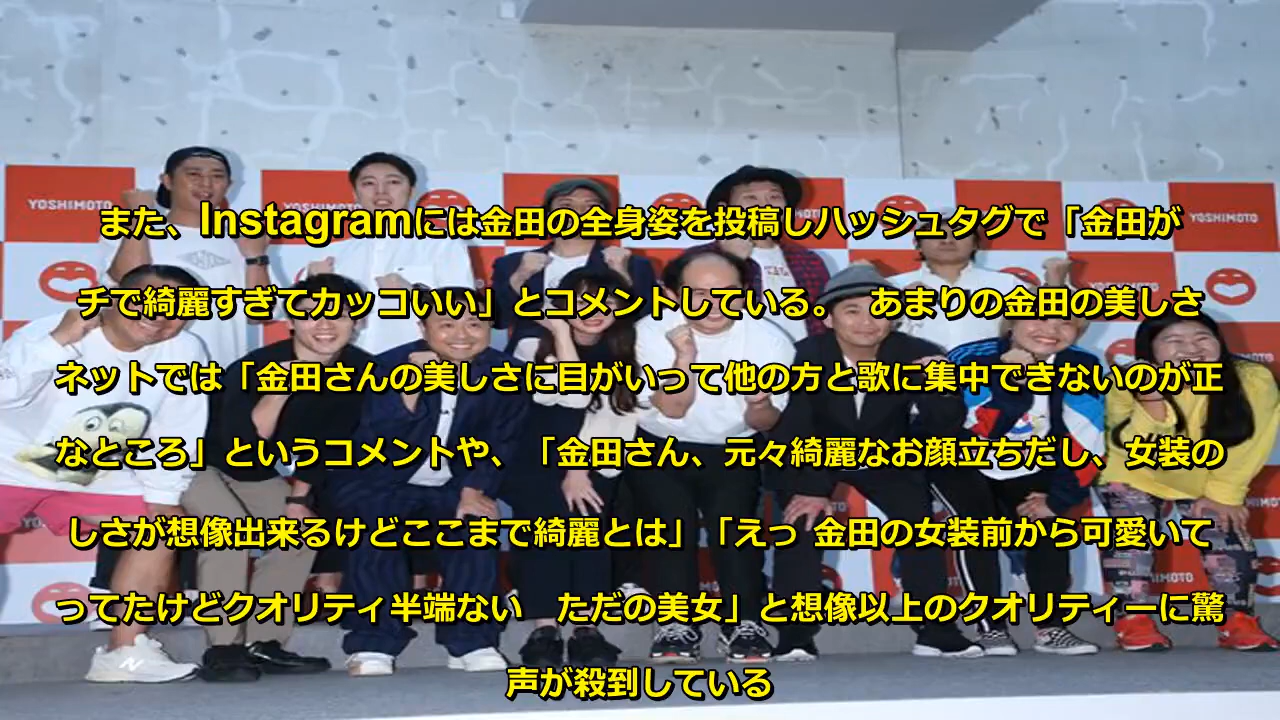 また、Instagramには金田の全身姿を投稿しハッシュタグで「金田が
チで綺麗すぎてカッコいい」とコメントしている。 あまりの金田の美しさ
ネットでは「金田さんの美しさに目がいって他の方と歌に集中できないのが正
なところ」というコメントや、「金田さん、元々綺麗なお顔立ちだし、女装の
しさが想像出来るけどここまで綺麗とは」「えっ 金田の女装前から可愛いて
ってたけどクオリティ半端ない　ただの美女」と想像以上のクオリティーに驚
声が殺到している
YOSHIMOTO
YOSHIMOTO